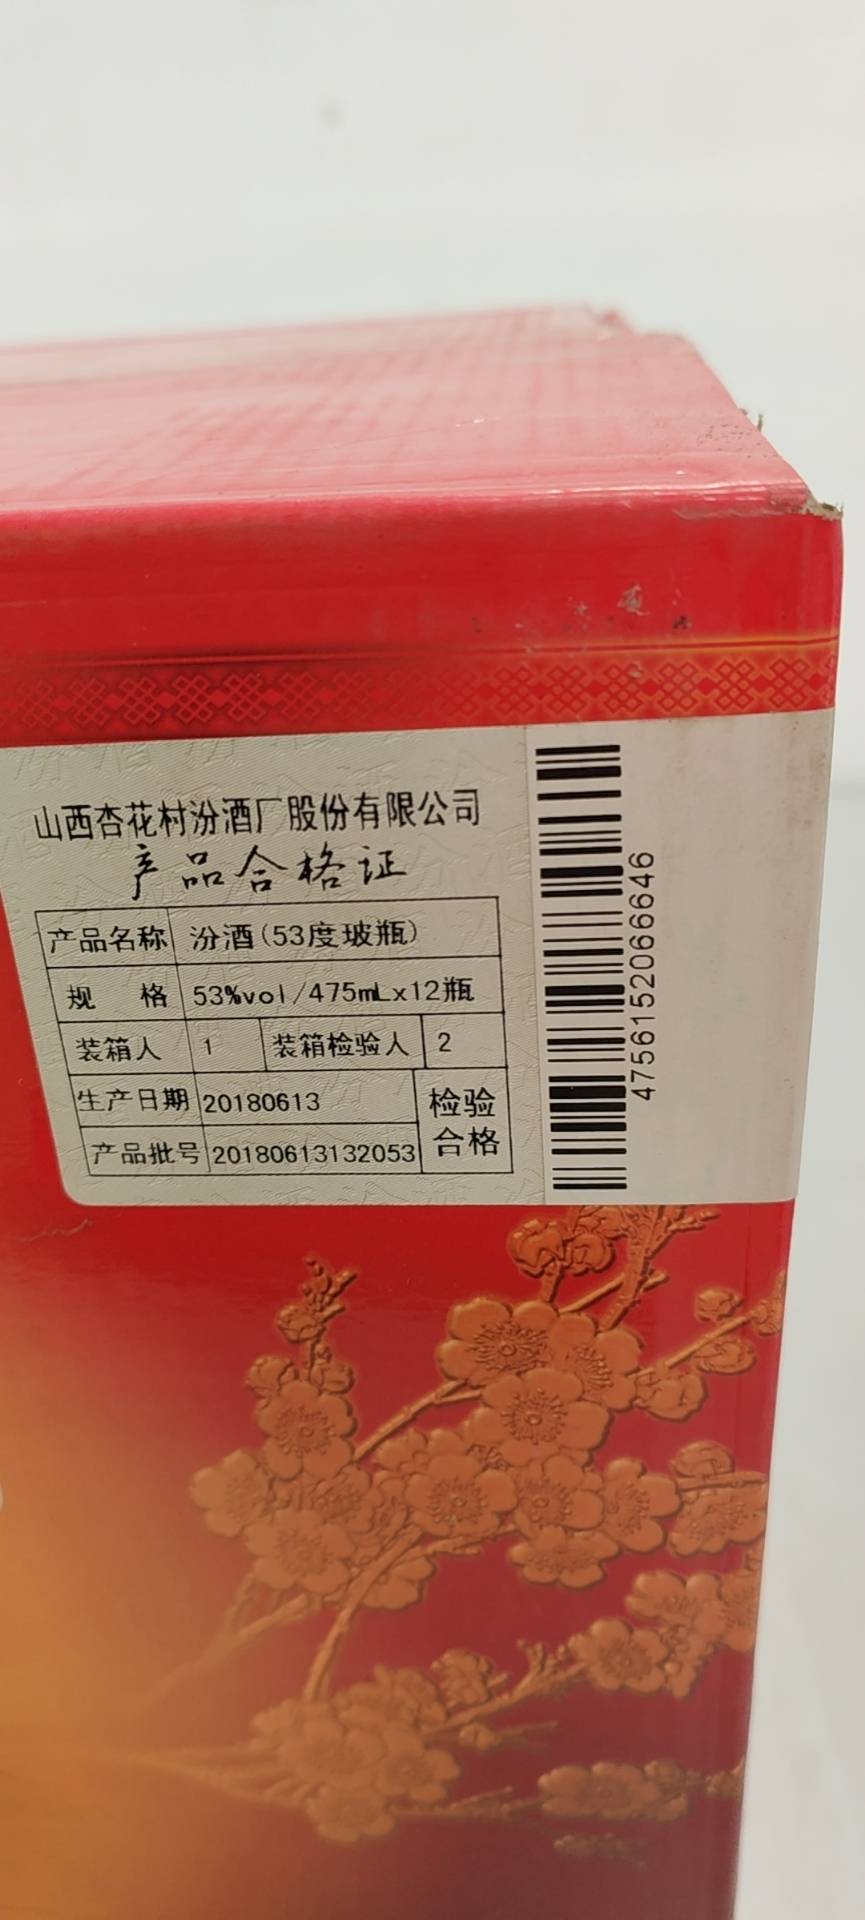 山西杏花村汾酒厂股份有限公司
产品合格证
产品名称 汾酒(53度玻瓶)
规 格 53%vol/475mLx12瓶
装箱人 1 装箱检验人 2
生产日期 20180613
检验合格
产品批号 20180613132053
4756152066646